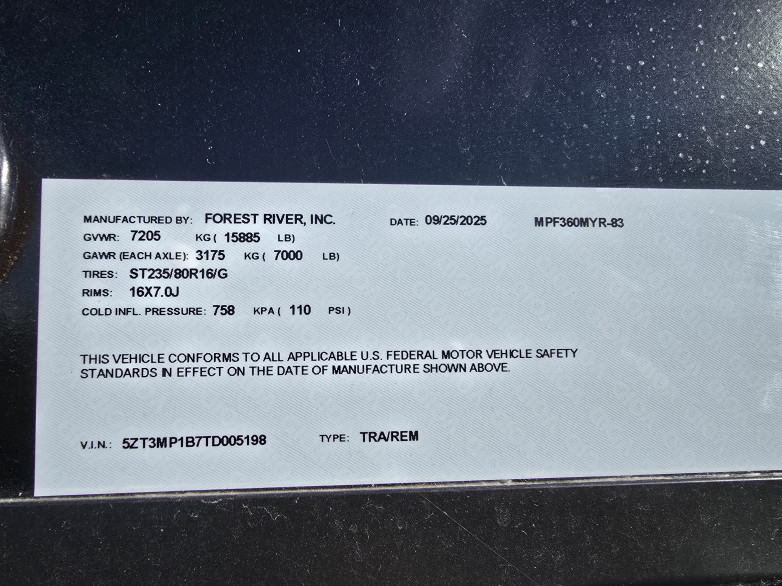 MANUFACTURED BY: FOREST RIVER, INC. DATE: 09/25/2025 MPF360MYR-83
GVWR: 7205 KG ( 15885 LB)
GAWR (EACH AXLE): 3175 KG ( 7000 LB)
TIRES: ST235/80R16/G
RIMS: 16X7.0J
COLD INFL. PRESSURE: 758 KPA ( 110 PSI )
THIS VEHICLE CONFORMS TO ALL APPLICABLE U.S. FEDERAL MOTOR VEHICLE SAFETY
STANDARDS IN EFFECT ON THE DATE OF MANUFACTURE SHOWN ABOVE.
V.I.N.: 5ZT3MP1B7TD005198 TYPE: TRA/REM